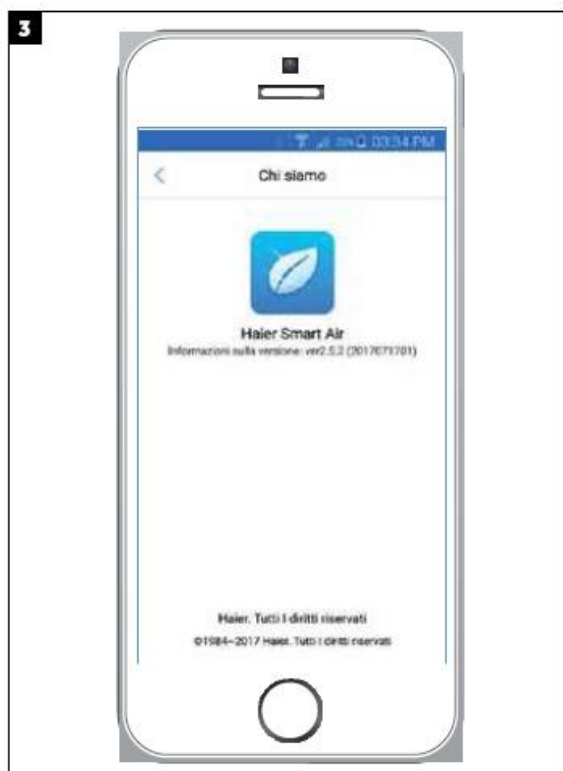 3
03:34 PM
Chi siamo
Haier Smart Air
Informazioni sulla versione: ver2.5.2 (2017071701)
Haier. Tutti I diritti riservati
©1984~2017 Haier. Tutti I diritti riservati